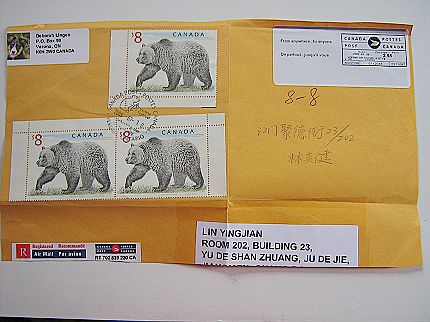 Deborah Lingen
P.O. Box 99
Verona, ON
K0H 2W0 CANADA
$8 CANADA
From anywhere... to anyone
De partout... jusqu'à vous
CANADA POSTES
POST CANADA
8-8
$8 CANADA
$8 CANADA
江门聚德街23/202
林英健
Registered Recommandé
R Air Mail Par avion
RE 702 839 220 CA
LIN YINGJIAN
ROOM 202, BUILDING 23,
YU DE SHAN ZHUANG, JU DE JIE,